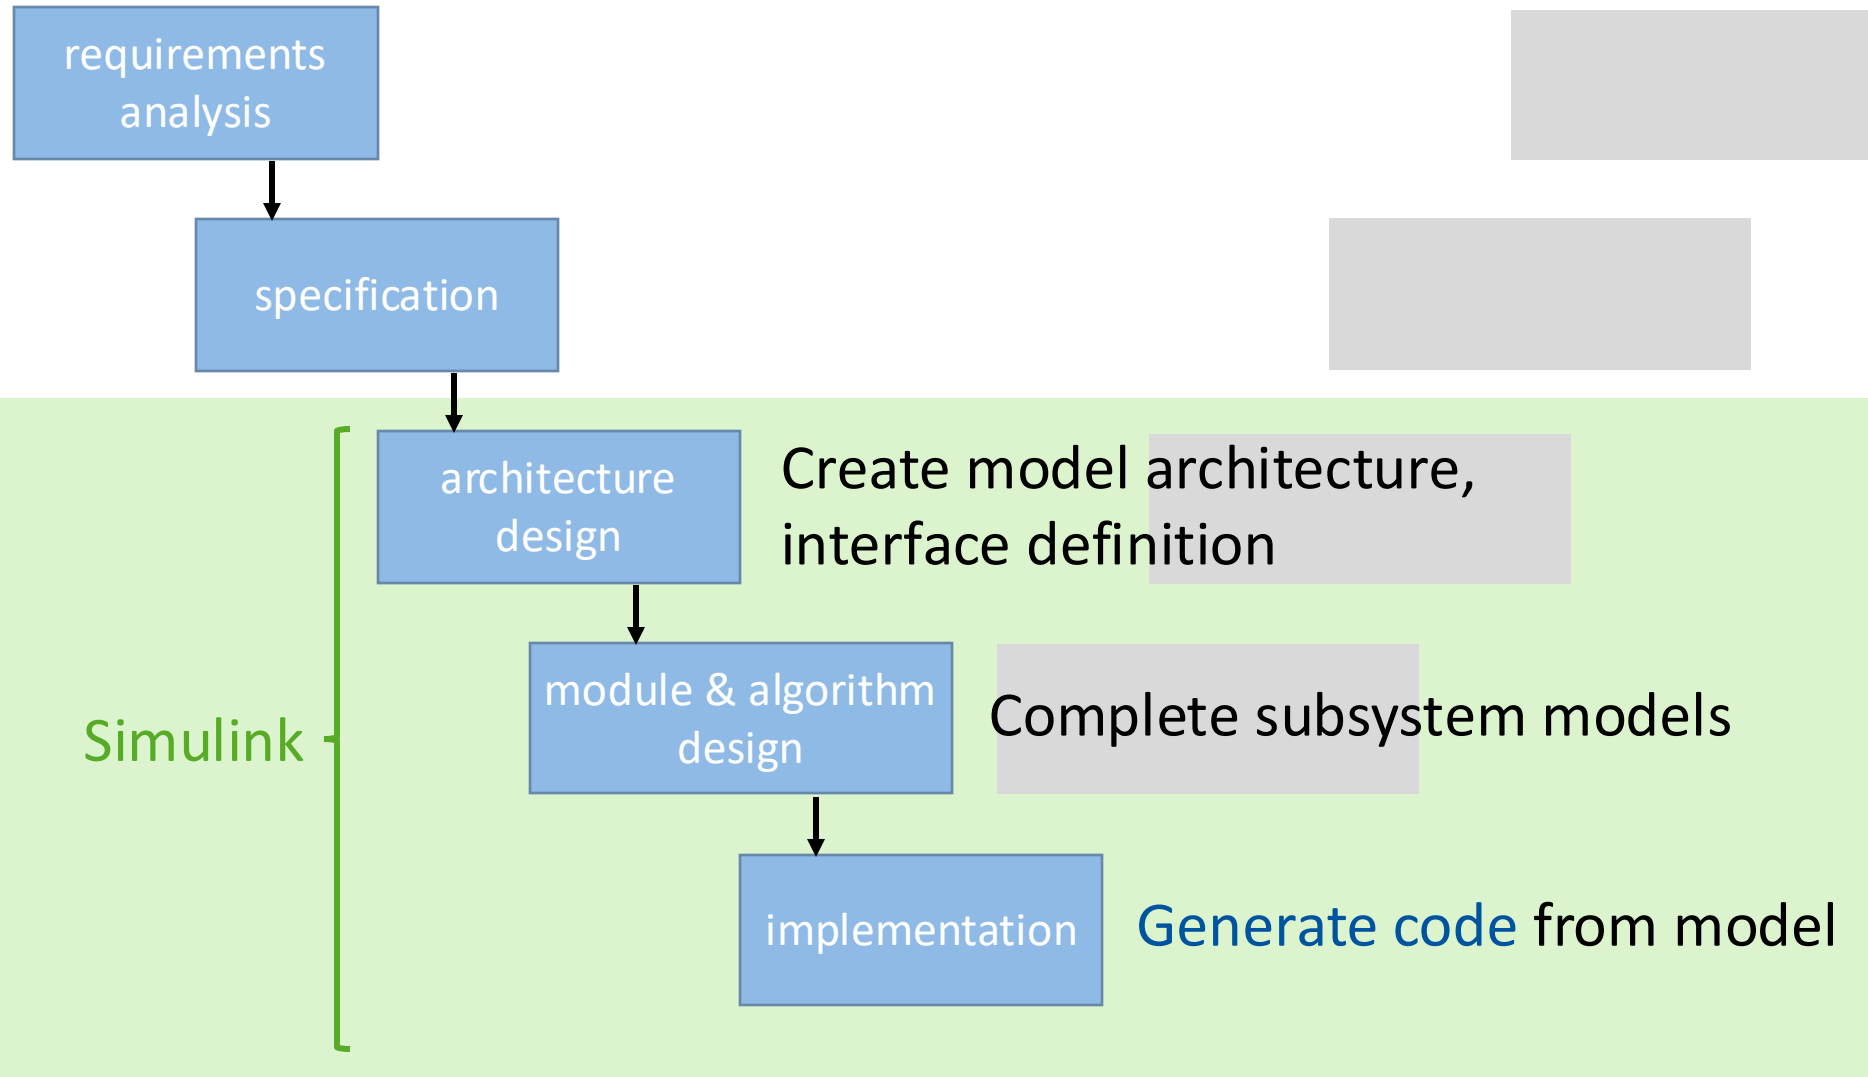 requirements
analysis
specification
architecture
design
Create model architecture,
interface definition
module & algorithm
design
Complete subsystem models
Simulink
implementation
Generate code from model